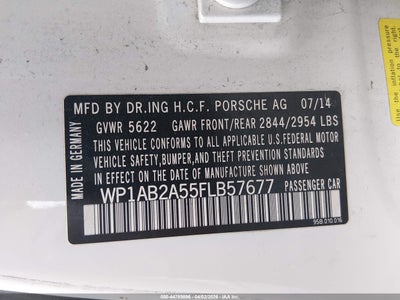 MFD BY DR.ING H.C.F. PORSCHE AG 07/14
GVWR 5622 GAWR FRONT/REAR 2844/2954 LBS
THIS VEHICLE CONFORMS TO ALL APPLICABLE
U.S. FEDERAL MOTOR
VEHICLE SAFETY, BUMPER, AND THEFT PREVENTION
STANDARDS IN EFFECT ON THE DATE OF
MANUFACTURE SHOWN ABOVE
WP1AB2A55FLB57677 PASSENGER CAR
MADE IN GERMANY
95B.010.016